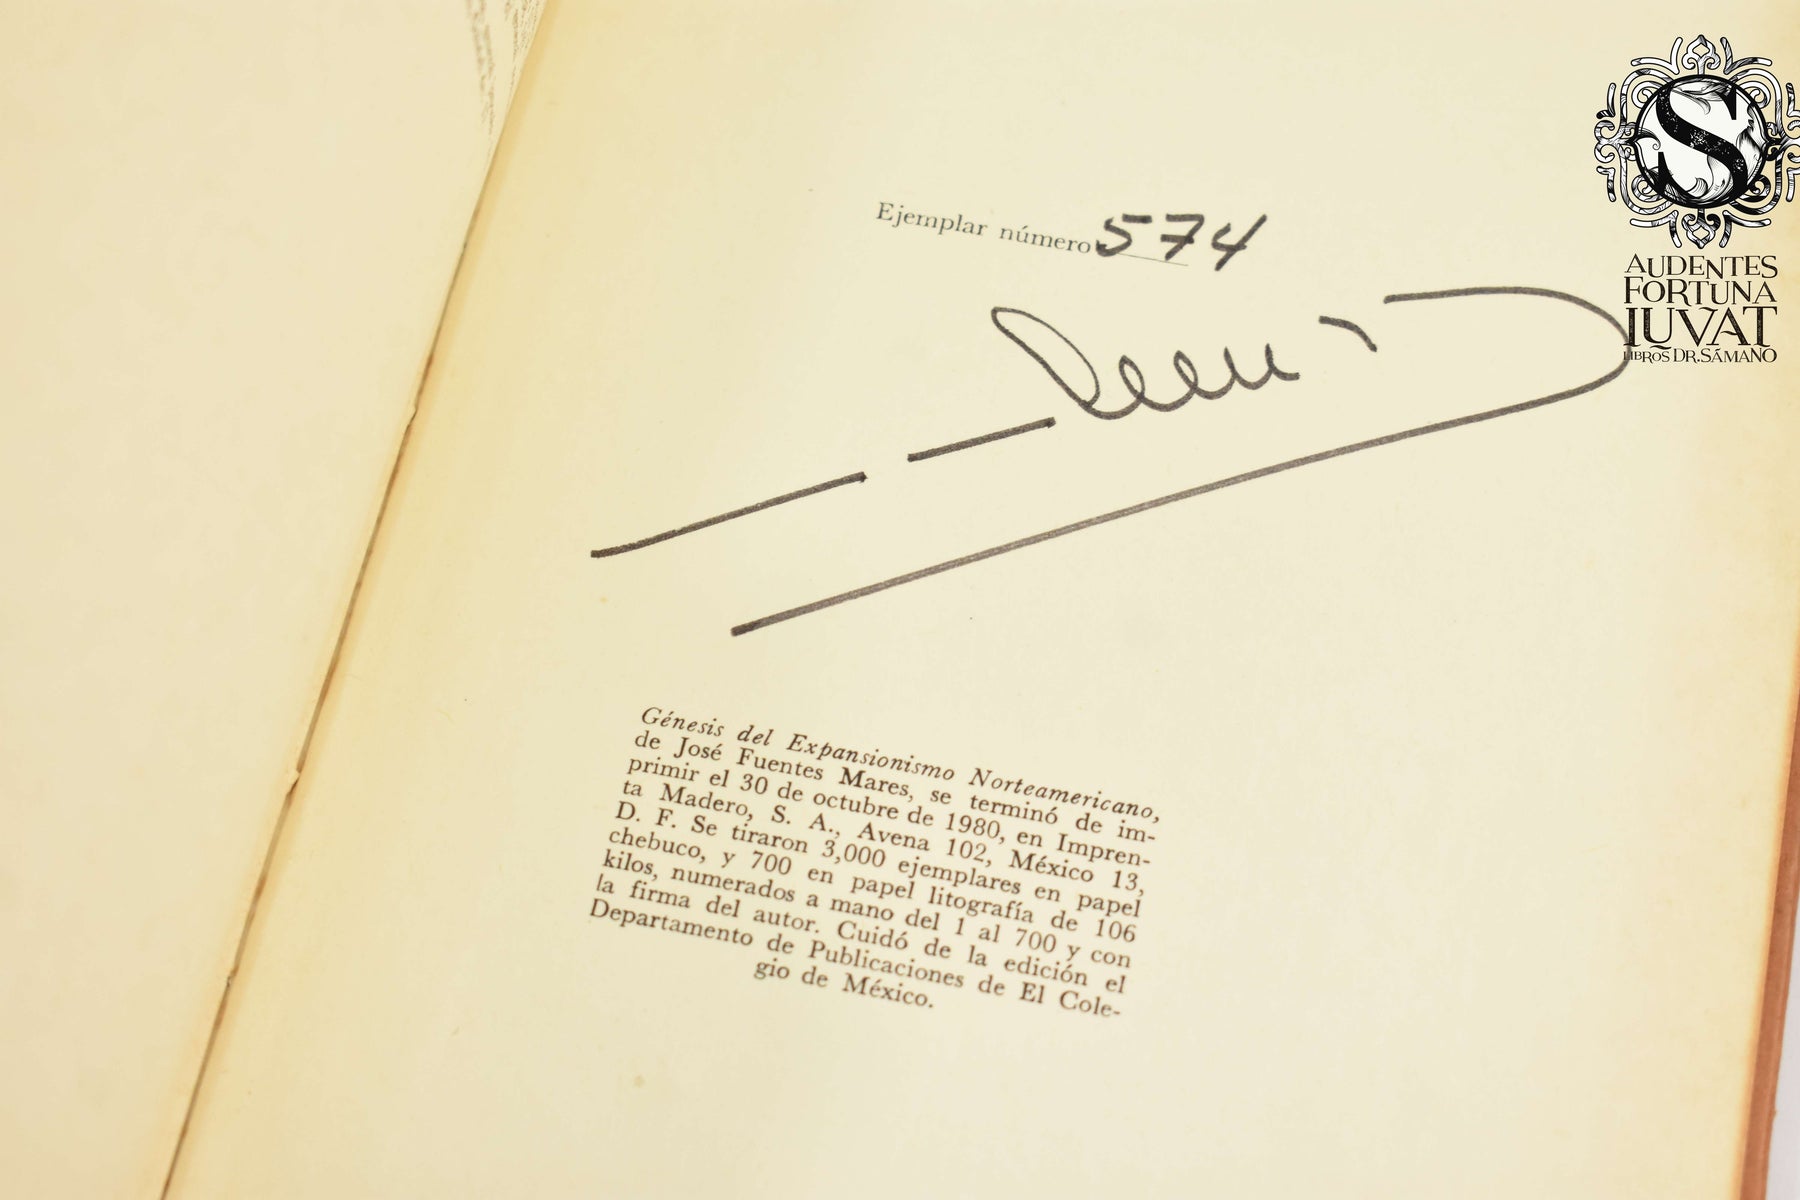 Ejemplar número 574
Génesis del Expansionismo Norteamericano,
de José Fuentes Mares, se terminó de im-
primir el 30 de octubre de 1980, en Impren-
ta Madero, S. A., Avena 102, México 13,
D. F. Se tiraron 3,000 ejemplares en papel
chebuco, y 700 en papel litografía de 106
kilos, numerados a mano del 1 al 700 y con
la firma del autor. Cuidó de la edición el
Departamento de Publicaciones de El Cole-
gio de México.
S
AUDENTES
FORTUNA
IUVAT
LIBROS DR. SÁMANO